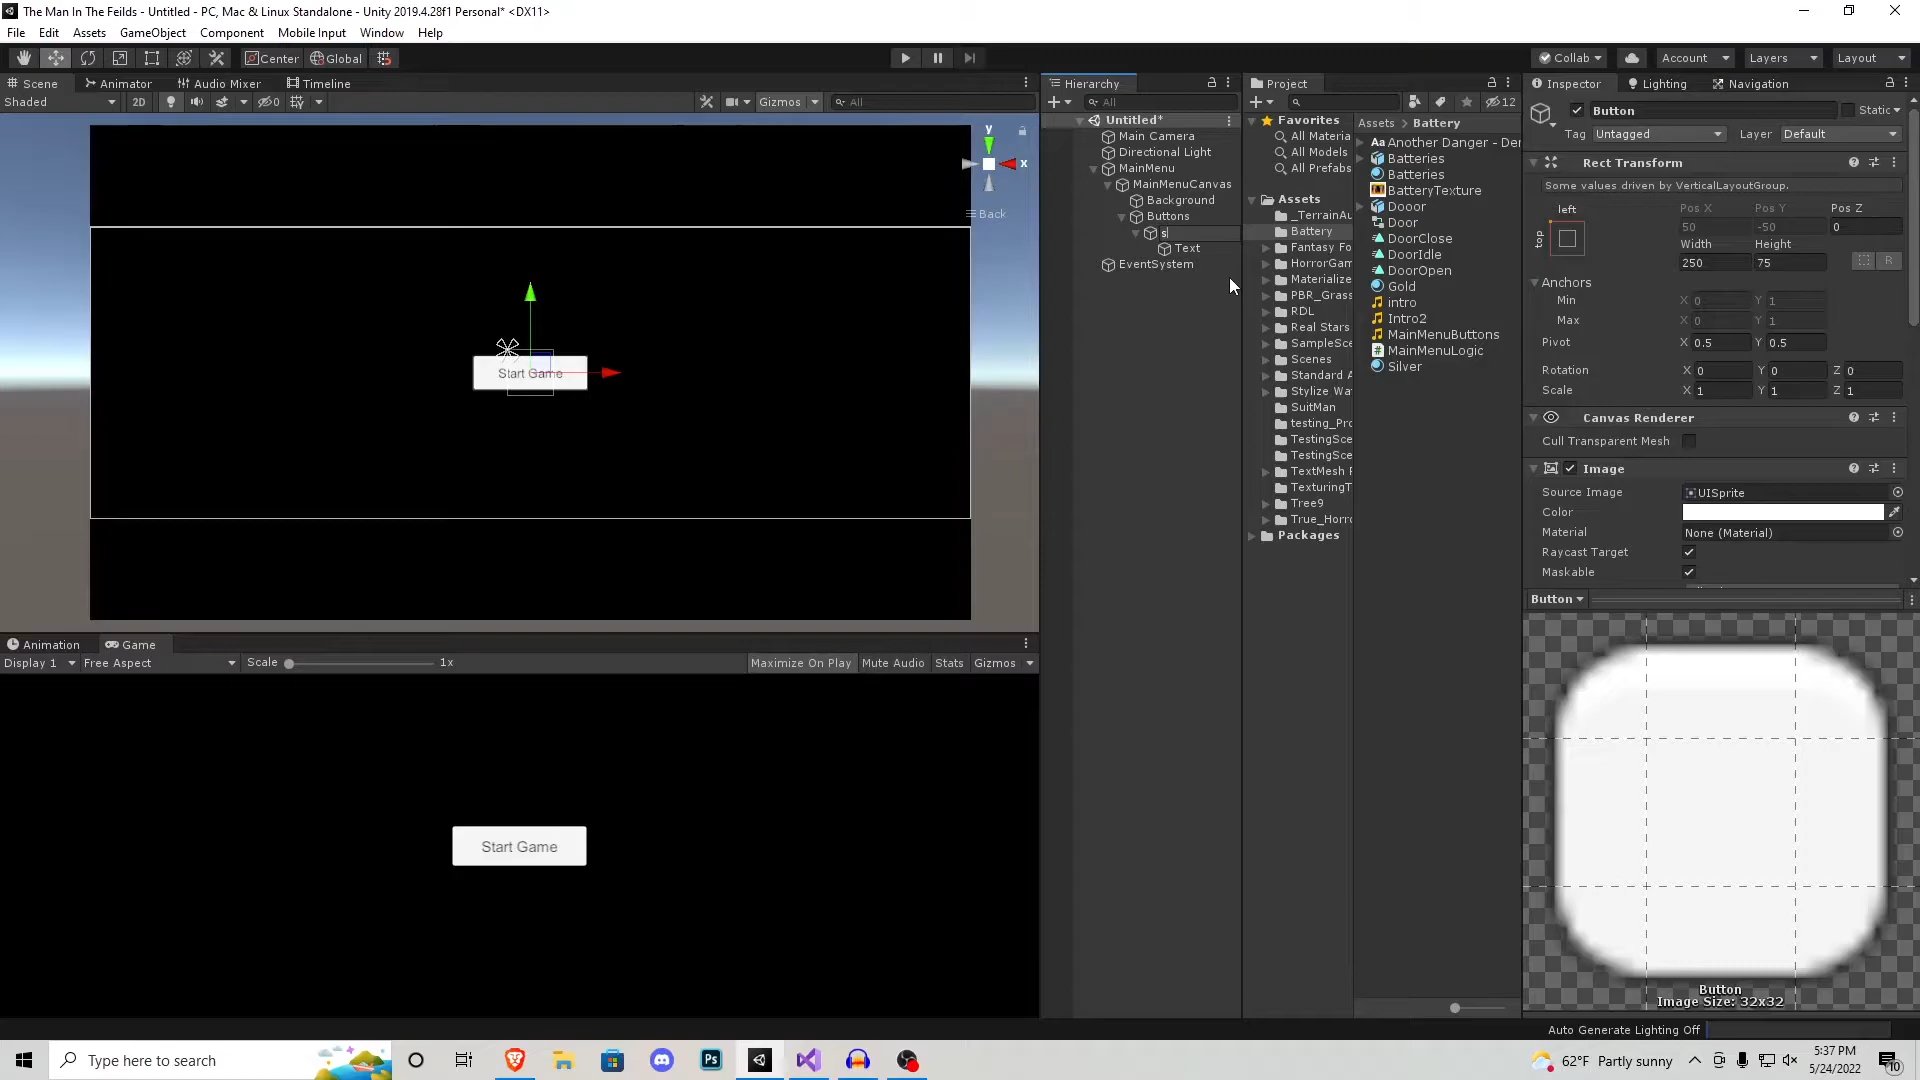 The Man In The Feilds - Untitled - PC, Mac & Linux Standalone - Unity 2019.4.28f1 Personal* <DX11>
File Edit Assets GameObject Component Mobile Input Window Help
Center Global Collab Account Layers Layout
Scene Animator Audio Mixer Timeline
Shaded 2D 0 Gizmos All
y
x
Back
Start Game
Animation Game
Display 1 Free Aspect Scale 1x Maximize On Play Mute Audio Stats Gizmos
Start Game
Hierarchy
All
Untitled*
Main Camera
Directional Light
MainMenu
MainMenuCanvas
Background
Buttons
s
Text
EventSystem
Project
12
Favorites
All Materia
All Models
All Prefabs
Assets
_TerrainAu
Battery
Fantasy Fo
HorrorGam
Materialize
PBR_Grass
RDL
Real Stars
SampleSce
Scenes
Standard A
Stylize Wa
SuitMan
testing_Pro
TestingSce
TestingSce
TextMesh P
TexturingT
Tree9
True_Horro
Packages
Assets > Battery
Aa Another Danger - Der
Batteries
Batteries
BatteryTexture
Dooor
Door
DoorClose
DoorIdle
DoorOpen
Gold
intro
Intro2
MainMenuButtons
MainMenuLogic
Silver
Inspector Lighting Navigation
Button Static
Tag Untagged Layer Default
Rect Transform
Some values driven by VerticalLayoutGroup.
left
top
Pos X Pos Y Pos Z
50 -50 0
Width Height
250 75 R
Anchors
Min X 0 Y 1
Max X 0 Y 1
Pivot X 0.5 Y 0.5
Rotation X 0 Y 0 Z 0
Scale X 1 Y 1 Z 1
Canvas Renderer
Cull Transparent Mesh
Image
Source Image UISprite
Color
Material None (Material)
Raycast Target
Maskable
Button
Button
Image Size: 32x32
Auto Generate Lighting Off
Type here to search
Ps
62°F Partly sunny
5:37 PM
5/24/2022
10